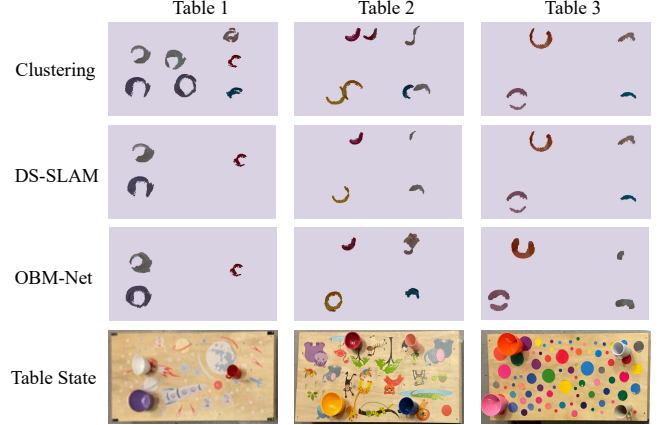 Table 1 Table 2 Table 3
Clustering
DS-SLAM
OBM-Net
Table State